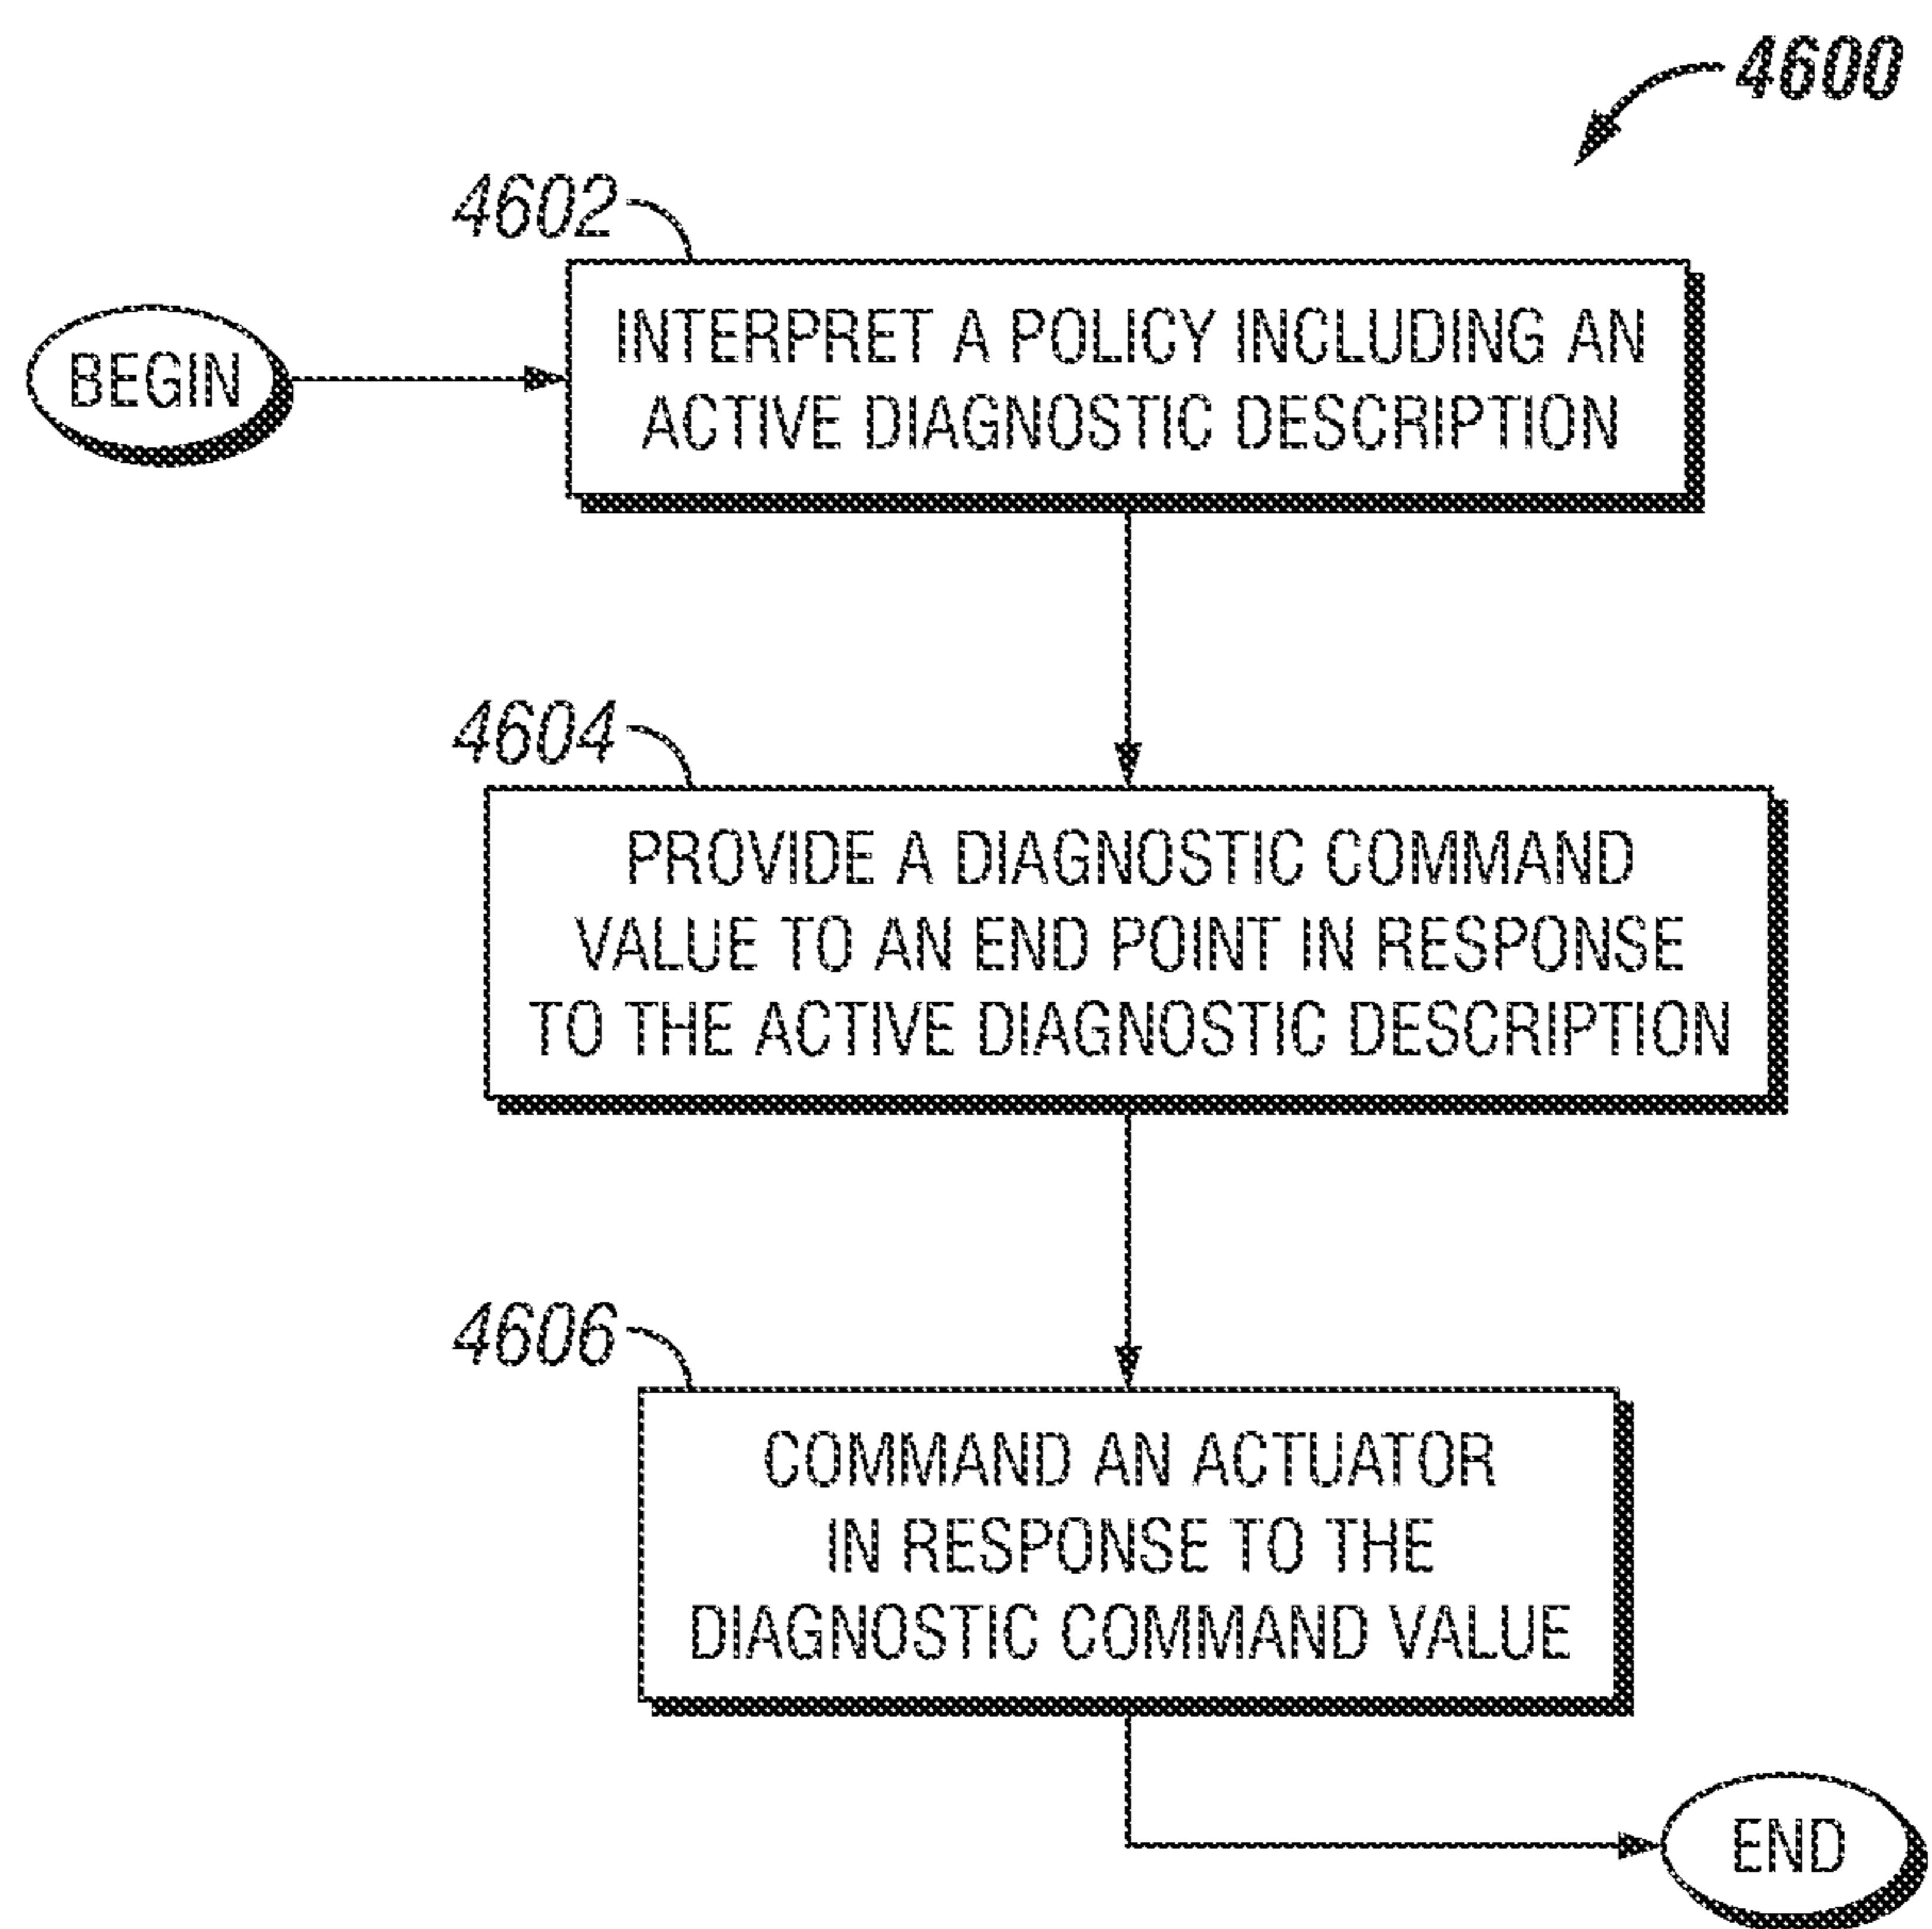 4600
4602
BEGIN
INTERPRET A POLICY INCLUDING AN
ACTIVE DIAGNOSTIC DESCRIPTION
4604
PROVIDE A DIAGNOSTIC COMMAND
VALUE TO AN END POINT IN RESPONSE
TO THE ACTIVE DIAGNOSTIC DESCRIPTION
4606
COMMAND AN ACTUATOR
IN RESPONSE TO THE
DIAGNOSTIC COMMAND VALUE
END